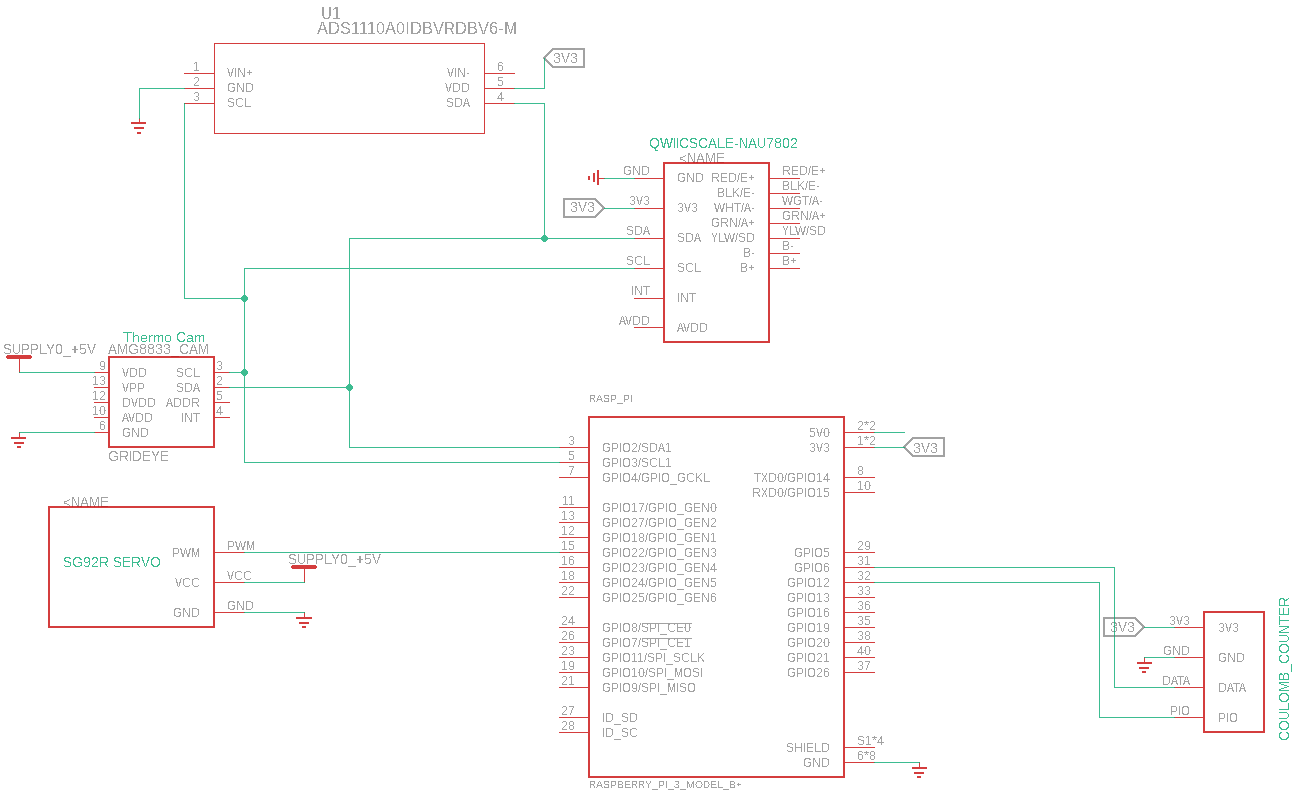 U1
ADS1110A0IDBVRDBV6-M
1 VIN+ VIN- 6
2 GND VDD 5
3 SCL SDA 4
3V3
QWIICSCALE-NAU7802
<NAME
GND GND RED/E+ RED/E+
BLK/E- BLK/E-
3V3 3V3 3V3 WHT/A- WGT/A-
GRN/A+ GRN/A+
SDA SDA YLW/SD YLW/SD
B- B-
SCL SCL B+ B+
INT INT
AVDD AVDD
Thermo Cam
AMG8833 CAM
SUPPLY0_+5V
9 VDD SCL 3
13 VPP SDA 2
12 DVDD ADDR 5
10 AVDD INT 4
6 GND
GRIDEYE
<NAME
SG92R SERVO
PWM PWM
VCC VCC
GND GND
SUPPLY0_+5V
RASP_PI
5V0 2*2
3 GPIO2/SDA1 3V3 1*2 3V3
5 GPIO3/SCL1
7 GPIO4/GPIO_GCKL TXD0/GPIO14 8
RXD0/GPIO15 10
11 GPIO17/GPIO_GEN0
13 GPIO27/GPIO_GEN2
12 GPIO18/GPIO_GEN1
15 GPIO22/GPIO_GEN3 GPIO5 29
16 GPIO23/GPIO_GEN4 GPIO6 31
18 GPIO24/GPIO_GEN5 GPIO12 32
22 GPIO25/GPIO_GEN6 GPIO13 33
GPIO16 36
24 GPIO8/SPI_CE0 GPIO19 35
26 GPIO7/SPI_CE1 GPIO20 38
23 GPIO11/SPI_SCLK GPIO21 40
19 GPIO10/SPI_MOSI GPIO26 37
21 GPIO9/SPI_MISO
27 ID_SD
28 ID_SC
SHIELD S1*4
GND 6*8
RASPBERRY_PI_3_MODEL_B+
3V3 3V3 3V3
GND GND
DATA DATA
PIO PIO
COULOMB_COUNTER